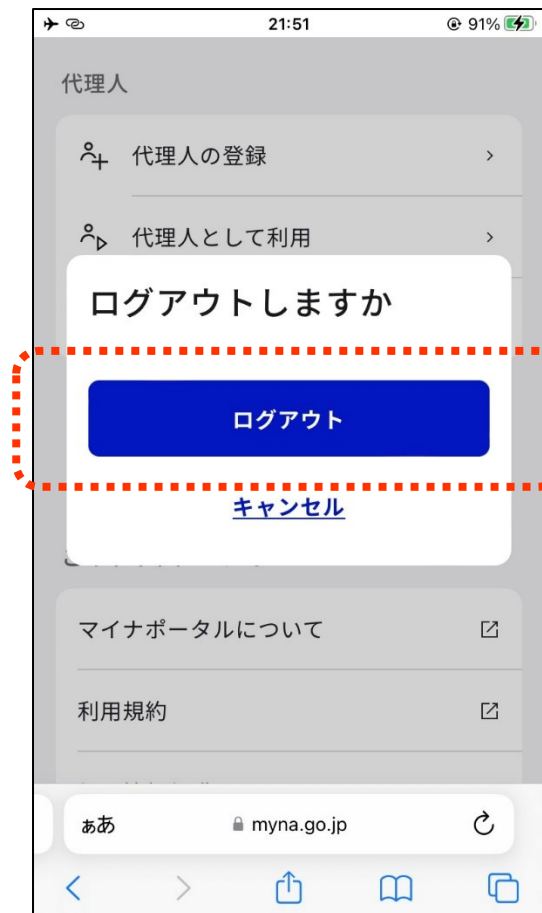 21:51
91%
代理人
代理人の登録
代理人として利用
ログアウトしますか
ログアウト
キャンセル
マイナポータルについて
利用規約
ぁあ
myna.go.jp